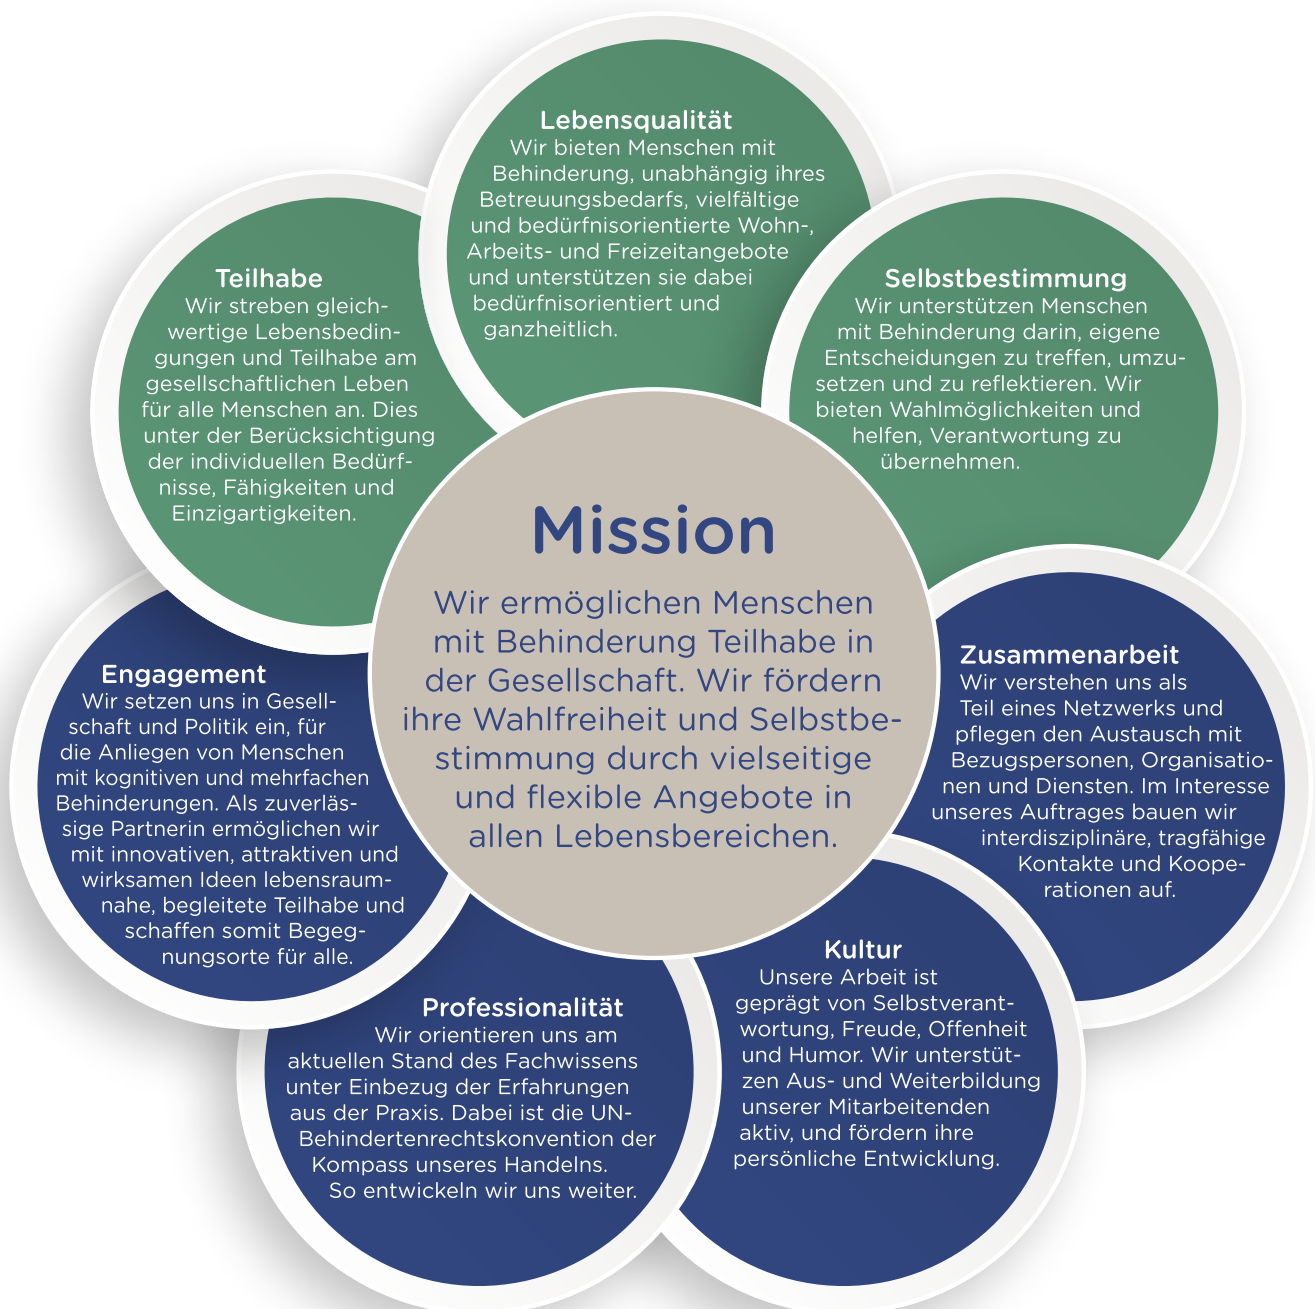 Lebensqualität
Wir bieten Menschen mit
Behinderung, unabhängig ihres
Betreuungsbedarfs, vielfältige
und bedürfnisorientierte Wohn-,
Arbeits- und Freizeitangebote
und unterstützen sie dabei
bedürfnisorientiert und
ganzheitlich.
Teilhabe
Wir streben gleich-
wertige Lebensbedin-
gungen und Teilhabe am
gesellschaftlichen Leben
für alle Menschen an. Dies
unter der Berücksichtigung
der individuellen Bedürf-
nisse, Fähigkeiten und
Einzigartigkeiten.
Selbstbestimmung
Wir unterstützen Menschen
mit Behinderung darin, eigene
Entscheidungen zu treffen, umzu-
setzen und zu reflektieren. Wir
bieten Wahlmöglichkeiten und
helfen, Verantwortung zu
übernehmen.
Mission
Wir ermöglichen Menschen
mit Behinderung Teilhabe in
der Gesellschaft. Wir fördern
ihre Wahlfreiheit und Selbstbe-
stimmung durch vielseitige
und flexible Angebote in
allen Lebensbereichen.
Engagement
Wir setzen uns in Gesell-
schaft und Politik ein, für
die Anliegen von Menschen
mit kognitiven und mehrfachen
Behinderungen. Als zuverläs-
sige Partnerin ermöglichen wir
mit innovativen, attraktiven und
wirksamen Ideen lebensraum-
nahe, begleitete Teilhabe und
schaffen somit Begeg-
nungsorte für alle.
Zusammenarbeit
Wir verstehen uns als
Teil eines Netzwerks und
pflegen den Austausch mit
Bezugspersonen, Organisatio-
nen und Diensten. Im Interesse
unseres Auftrages bauen wir
interdisziplinäre, tragfähige
Kontakte und Koope-
rationen auf.
Professionalität
Wir orientieren uns am
aktuellen Stand des Fachwissens
unter Einbezug der Erfahrungen
aus der Praxis. Dabei ist die UN-
Behindertenrechtskonvention der
Kompass unseres Handelns.
So entwickeln wir uns weiter.
Kultur
Unsere Arbeit ist
geprägt von Selbstverant-
wortung, Freude, Offenheit
und Humor. Wir unterstüt-
zen Aus- und Weiterbildung
unserer Mitarbeitenden
aktiv, und fördern ihre
persönliche Entwicklung.